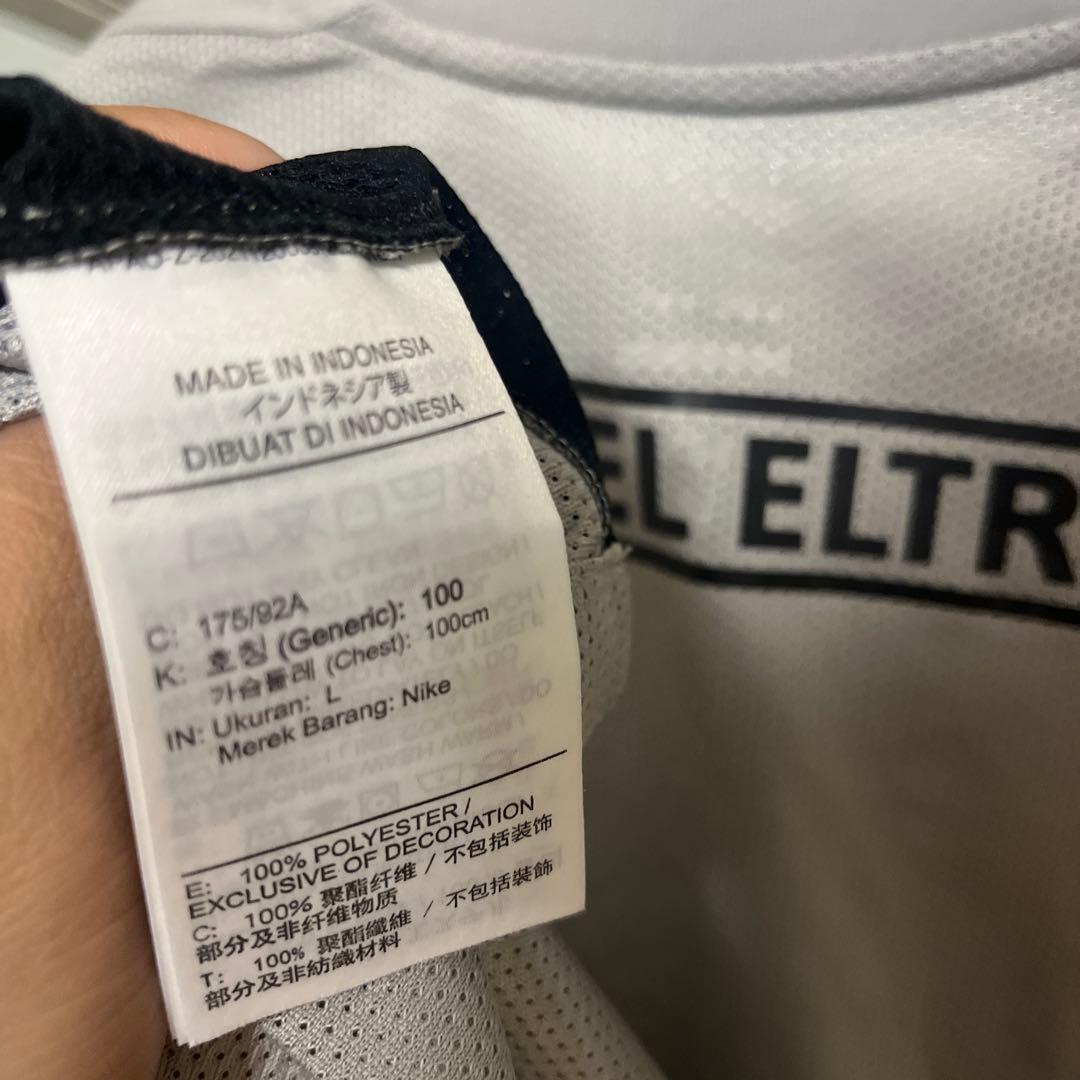 MADE IN INDONESIA
インドネシア製
DIBUAT DI INDONESIA
C: 175/92A
K: 호칭 (Generic): 100
가슴둘레 (Chest): 100cm
IN: Ukuran: L
Merek Barang: Nike
E: 100% POLYESTER /
EXCLUSIVE OF DECORATION
C: 100% 聚酯纤维 / 不包括装饰
部分及非纤维物质
T: 100% 聚酯纖維 / 不包括裝飾
部分及非紡織材料
EL ELTR